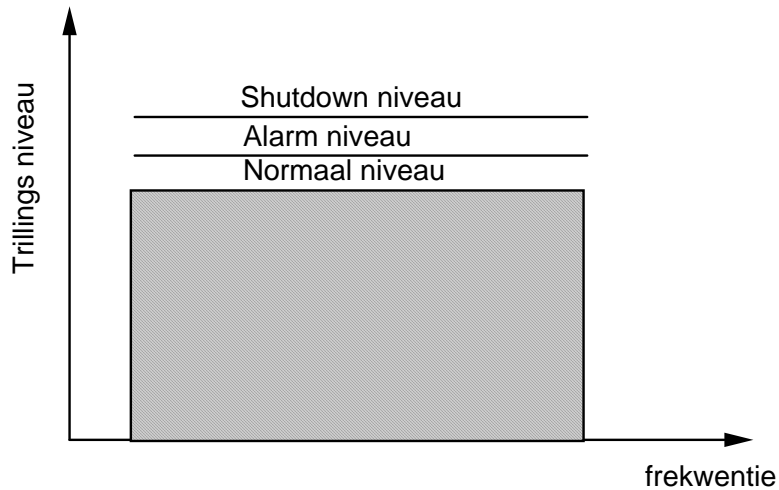 Trillings niveau
Shutdown niveau
Alarm niveau
Normaal niveau
frekwentie